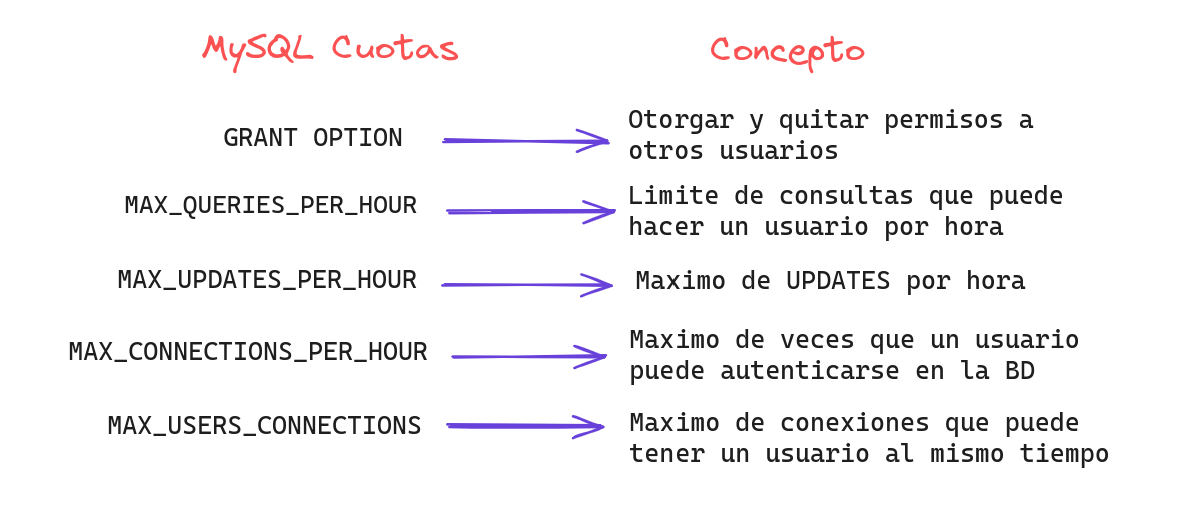 MySQL Cuotas
Concepto
GRANT OPTION
Otorgar y quitar permisos a
otros usuarios
MAX_QUERIES_PER_HOUR
Limite de consultas que puede
hacer un usuario por hora
MAX_UPDATES_PER_HOUR
Maximo de UPDATES por hora
MAX_CONNECTIONS_PER_HOUR
Maximo de veces que un usuario
puede autenticarse en la BD
MAX_USERS_CONNECTIONS
Maximo de conexiones que puede
tener un usuario al mismo tiempo